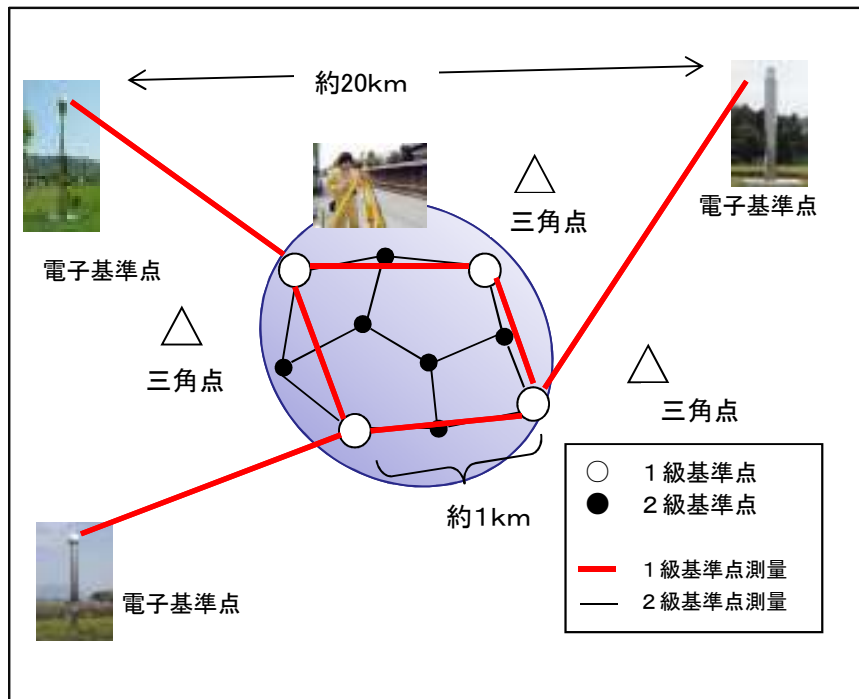 約20km
電子基準点
三角点
電子基準点
三角点
三角点
約1km
電子基準点
○ 1級基準点
● 2級基準点
1級基準点測量
2級基準点測量